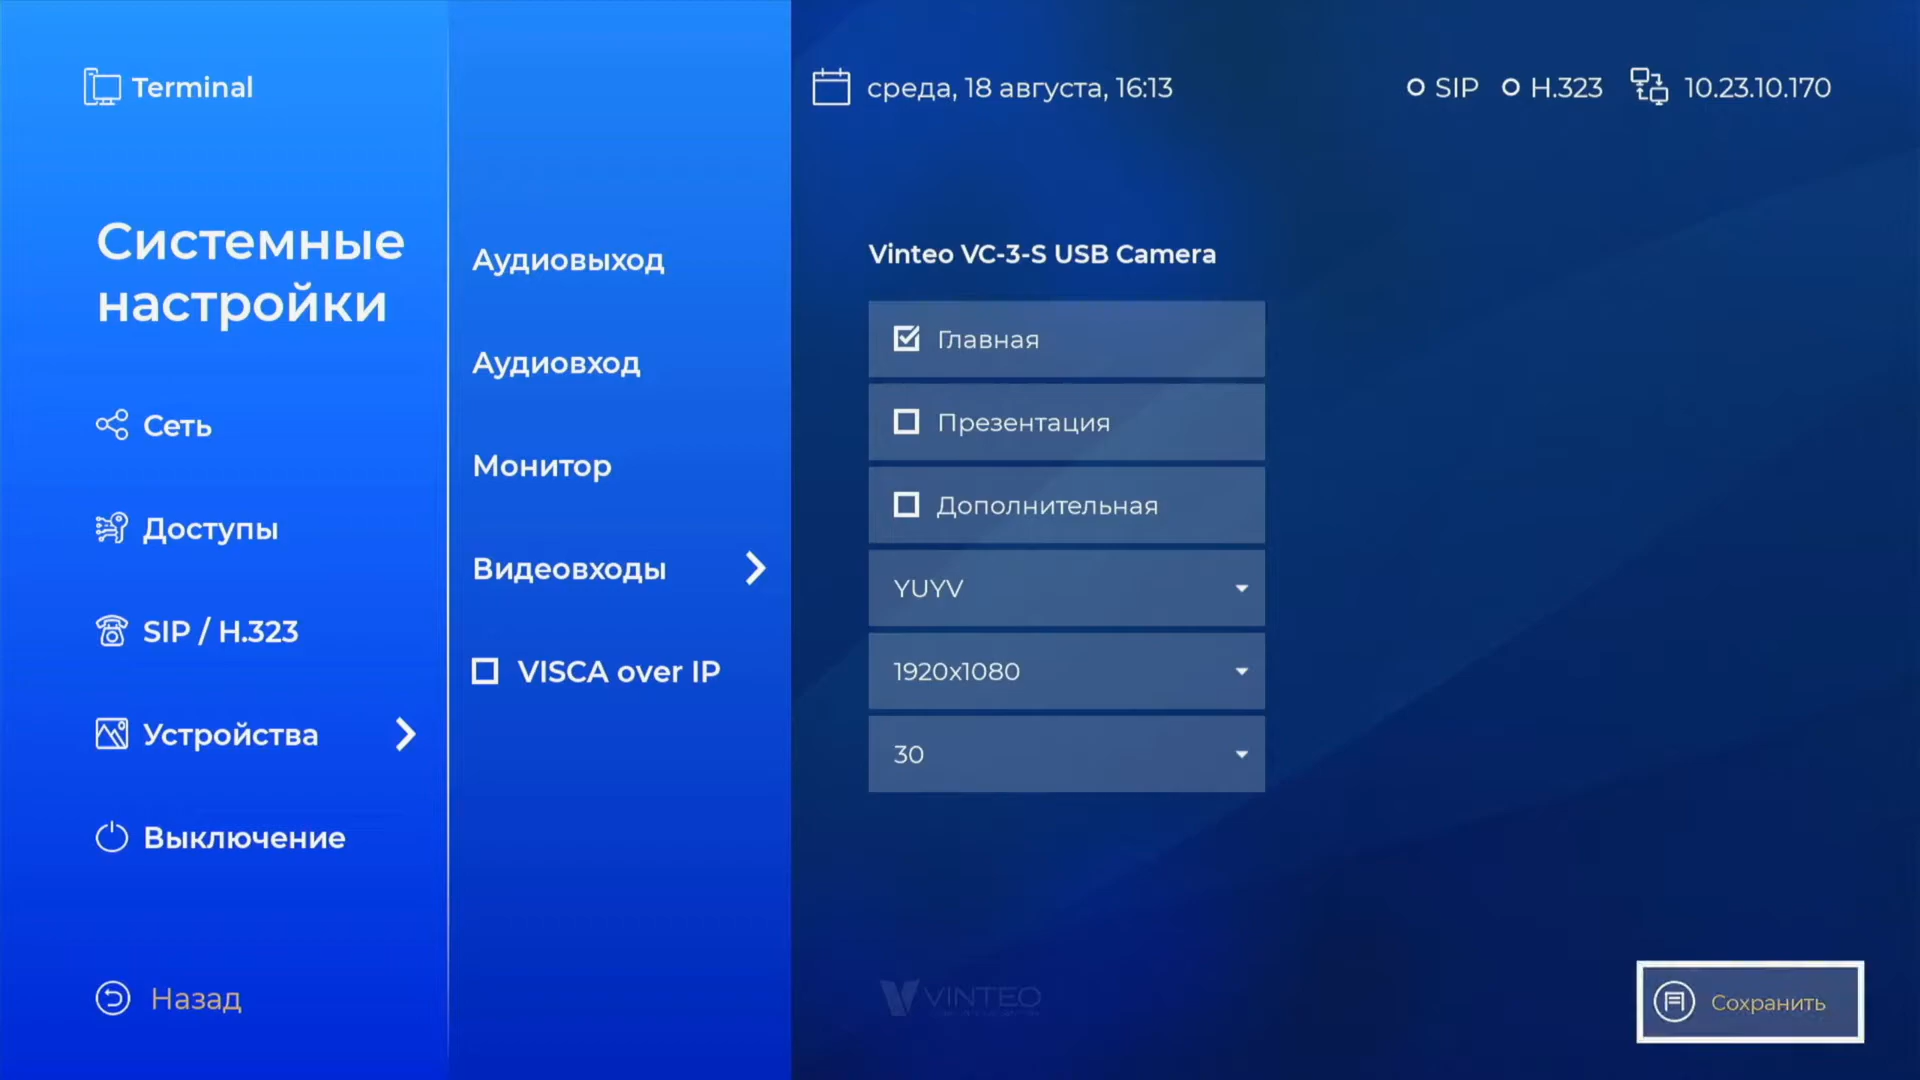 Terminal
среда, 18 августа, 16:13
SIP
H.323
10.23.10.170
Системные
настройки
Сеть
Доступы
SIP / H.323
Устройства
Выключение
Назад
Аудиовыход
Аудиовход
Монитор
Видеовходы
VISCA over IP
Vinteo VC-3-S USB Camera
Главная
Презентация
Дополнительная
YUYV
1920x1080
30
VINTEO
Сохранить